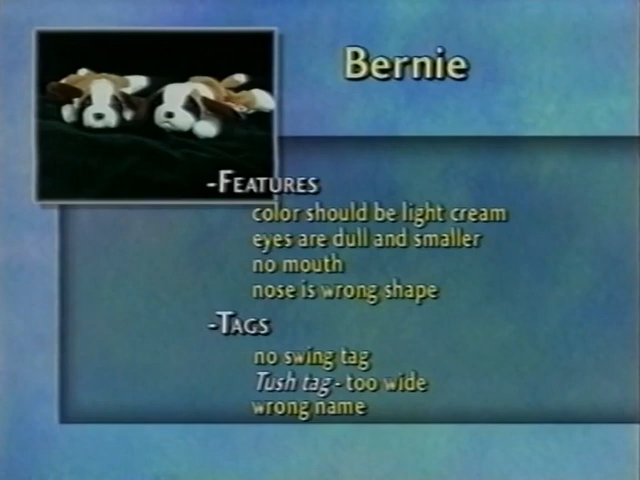 Bernie
-FEATURES
color should be light cream
eyes are dull and smaller
no mouth
nose is wrong shape
-TAGS
no swing tag
Tush tag - too wide
wrong name